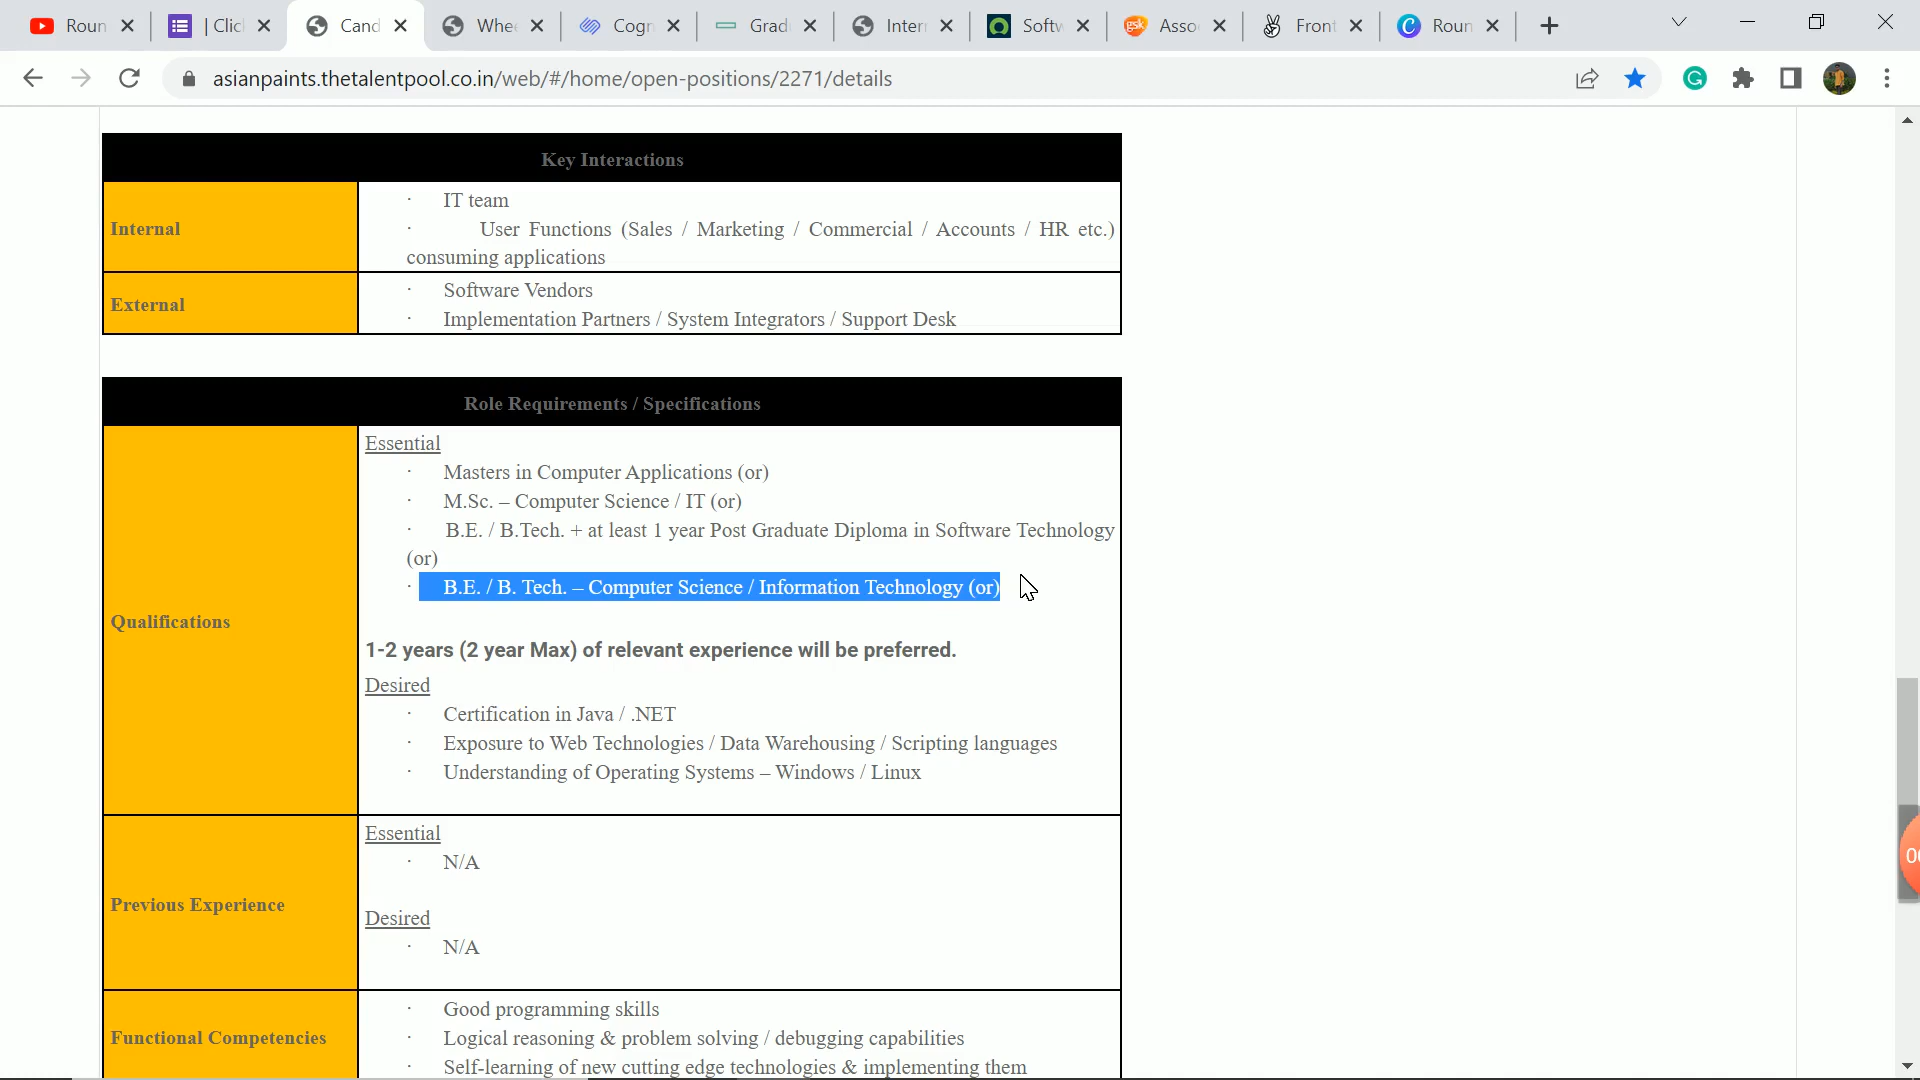 Roun
| Clic
Cand
Whe
Cogn
Grad
Inter
Softw
gsk
Asso
Front
C
Roun
asianpaints.thetalentpool.co.in/web/#/home/open-positions/2271/details
G
Key Interactions
Internal
· IT team
· User Functions (Sales / Marketing / Commercial / Accounts / HR etc.)
consuming applications
External
· Software Vendors
· Implementation Partners / System Integrators / Support Desk
Role Requirements / Specifications
Qualifications
Essential
· Masters in Computer Applications (or)
· M.Sc. – Computer Science / IT (or)
· B.E. / B.Tech. + at least 1 year Post Graduate Diploma in Software Technology
(or)
· B.E. / B. Tech. – Computer Science / Information Technology (or)
1-2 years (2 year Max) of relevant experience will be preferred.
Desired
· Certification in Java / .NET
· Exposure to Web Technologies / Data Warehousing / Scripting languages
· Understanding of Operating Systems – Windows / Linux
Previous Experience
Essential
· N/A
Desired
· N/A
Functional Competencies
· Good programming skills
· Logical reasoning & problem solving / debugging capabilities
· Self-learning of new cutting edge technologies & implementing them